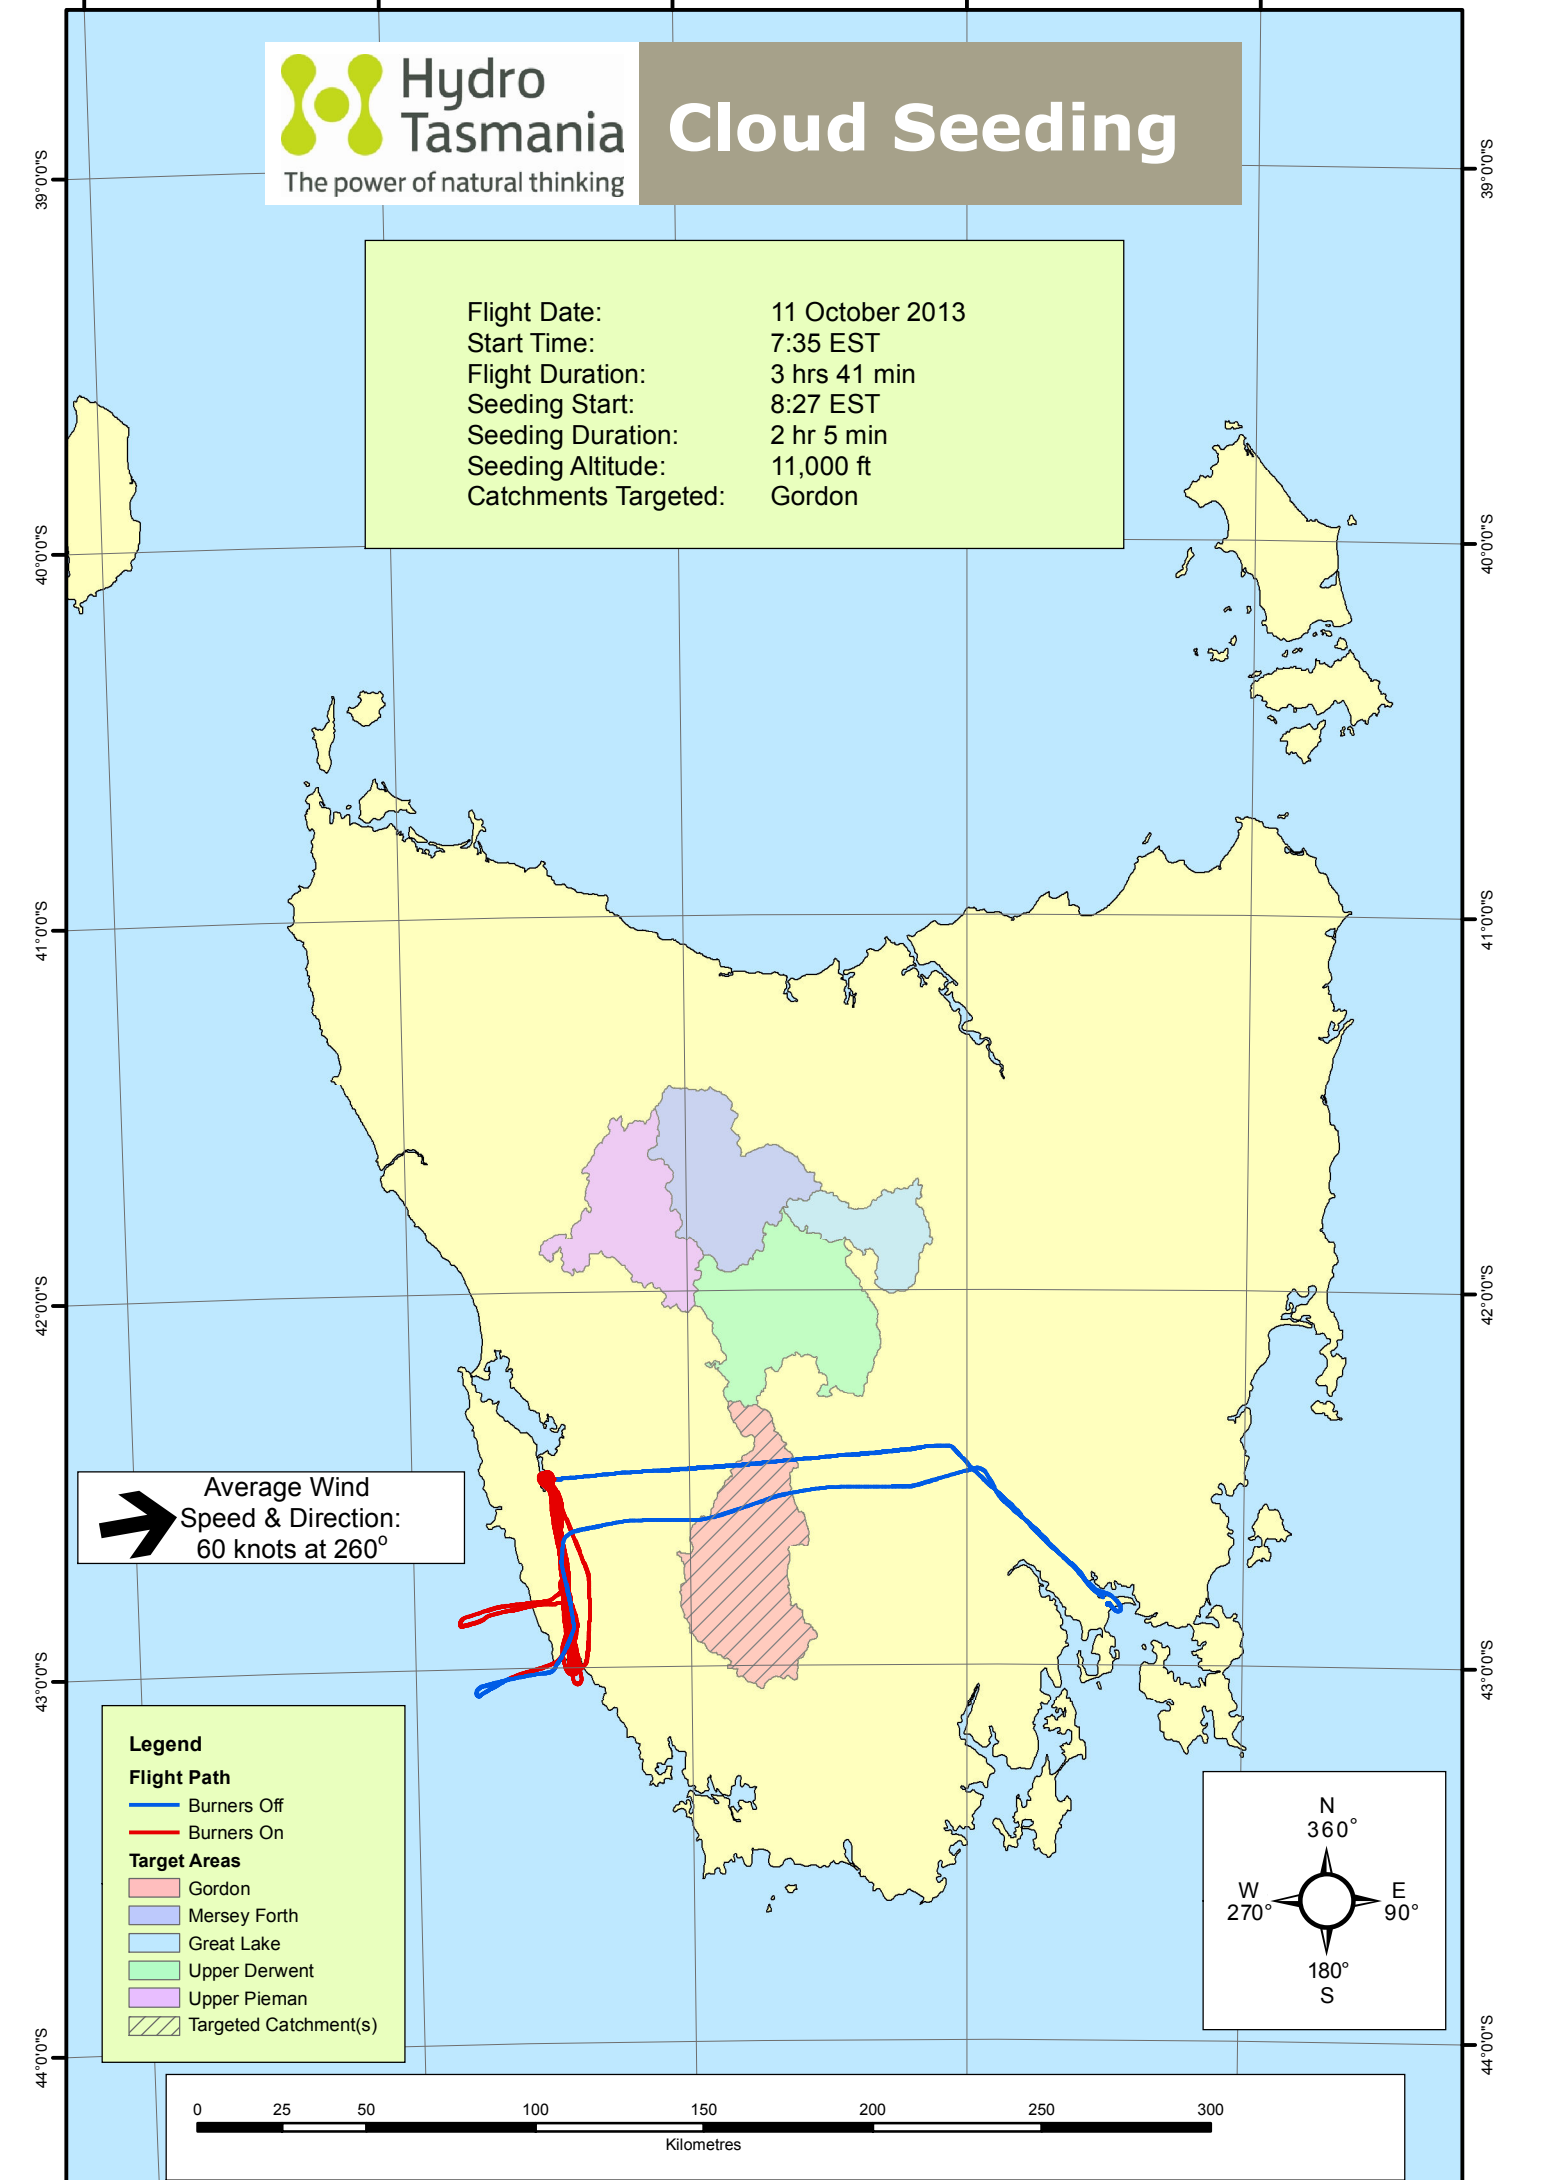 Hydro
Tasmania
The power of natural thinking
Cloud Seeding
Flight Date: 11 October 2013
Start Time: 7:35 EST
Flight Duration: 3 hrs 41 min
Seeding Start: 8:27 EST
Seeding Duration: 2 hr 5 min
Seeding Altitude: 11,000 ft
Catchments Targeted: Gordon
39°0'0"S
39°0'0"S
40°0'0"S
40°0'0"S
41°0'0"S
41°0'0"S
42°0'0"S
42°0'0"S
43°0'0"S
43°0'0"S
44°0'0"S
44°0'0"S
Average Wind
Speed & Direction:
60 knots at 260°
Legend
Flight Path
Burners Off
Burners On
Target Areas
Gordon
Mersey Forth
Great Lake
Upper Derwent
Upper Pieman
Targeted Catchment(s)
N
360°
W
270°
E
90°
180°
S
0 25 50 100 150 200 250 300
Kilometres